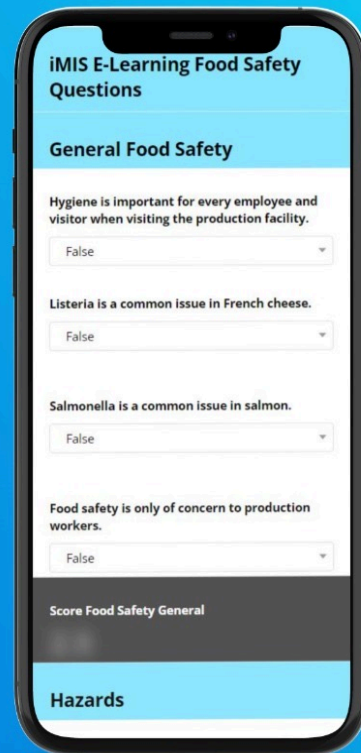 iMIS E-Learning Food Safety
Questions
General Food Safety
Hygiene is important for every employee and
visitor when visiting the production facility.
False
Listeria is a common issue in French cheese.
False
Salmonella is a common issue in salmon.
False
Food safety is only of concern to production
workers.
False
Score Food Safety General
Hazards